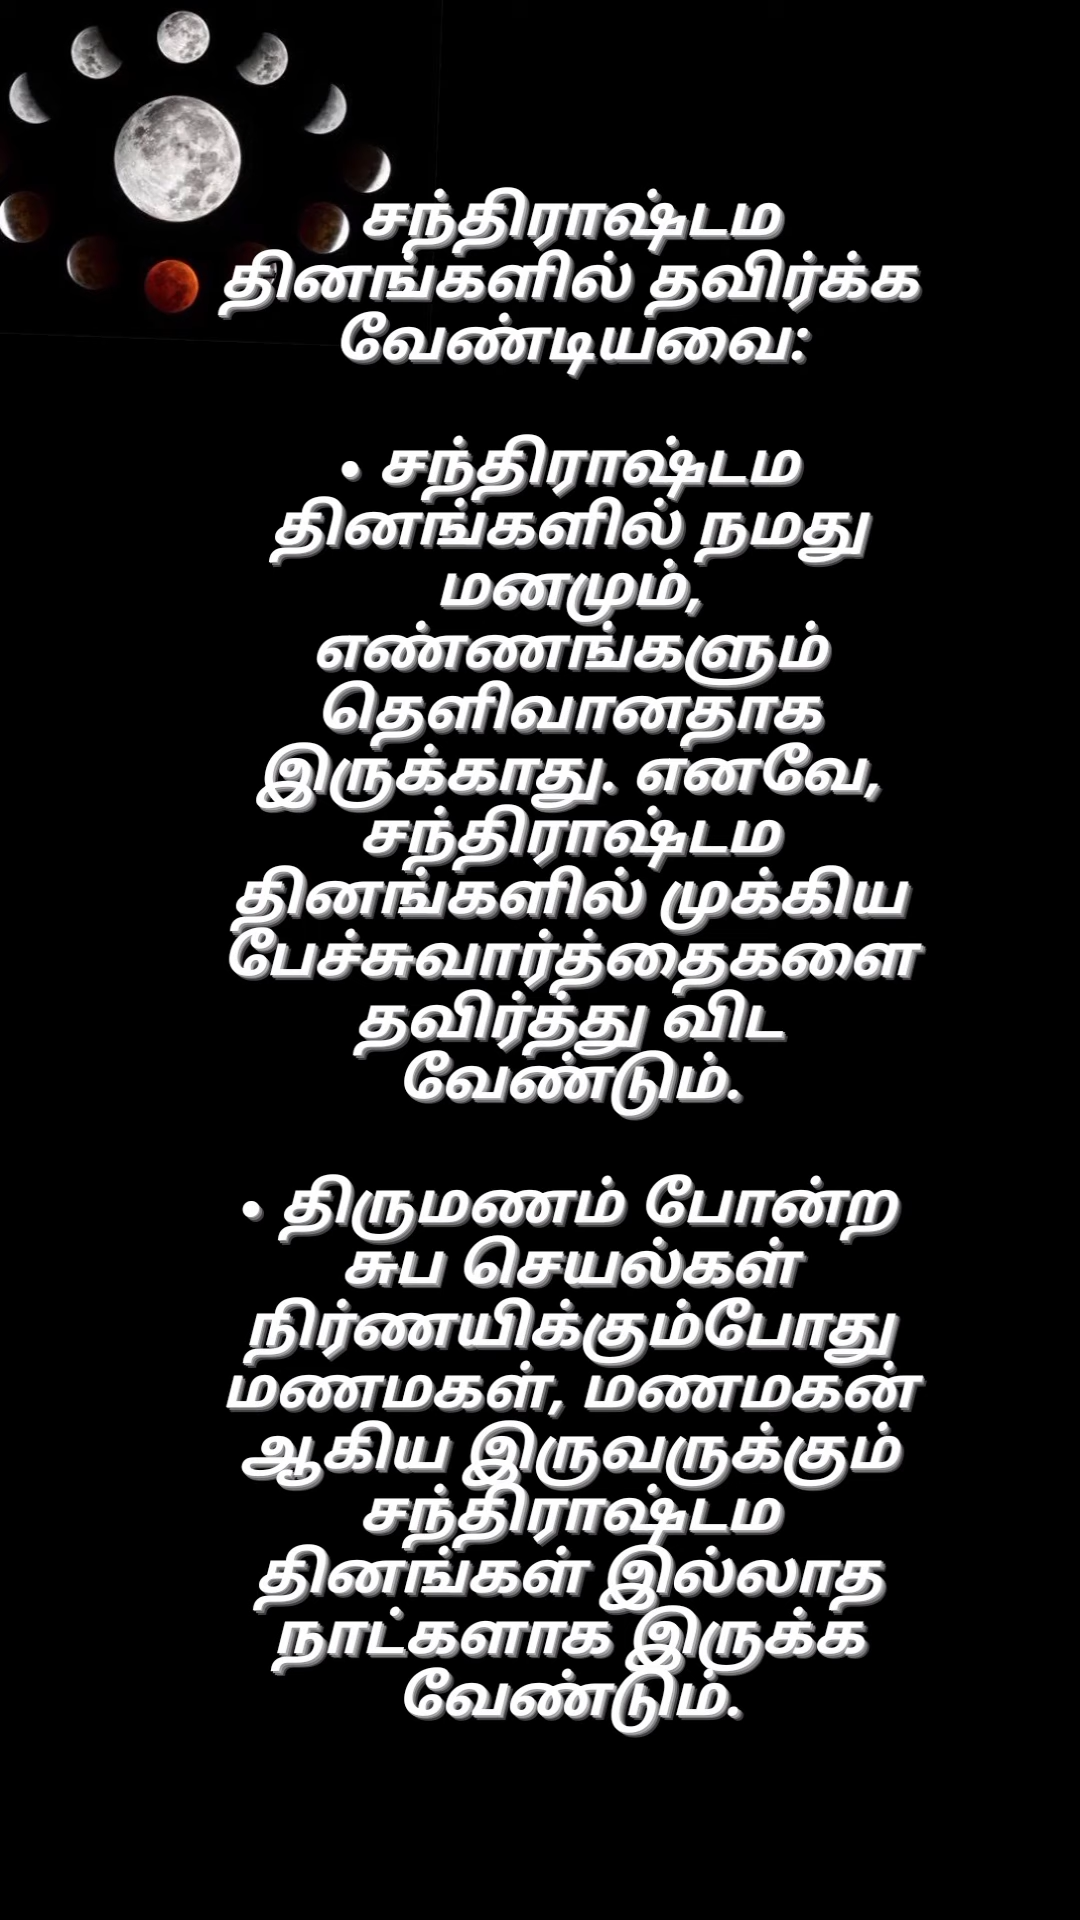 சந்திராஷ்டம
தினங்களில் தவிர்க்க
வேண்டியவை:
• சந்திராஷ்டம
தினங்களில் நமது
மனமும்,
எண்ணங்களும்
தெளிவானதாக
இருக்காது. எனவே,
சந்திராஷ்டம
தினங்களில் முக்கிய
பேச்சுவார்த்தைகளை
தவிர்த்து விட
வேண்டும்.
• திருமணம் போன்ற
சுப செயல்கள்
நிர்ணயிக்கும்போது
மணமகள், மணமகன்
ஆகிய இருவருக்கும்
சந்திராஷ்டம
தினங்கள் இல்லாத
நாட்களாக இருக்க
வேண்டும்.